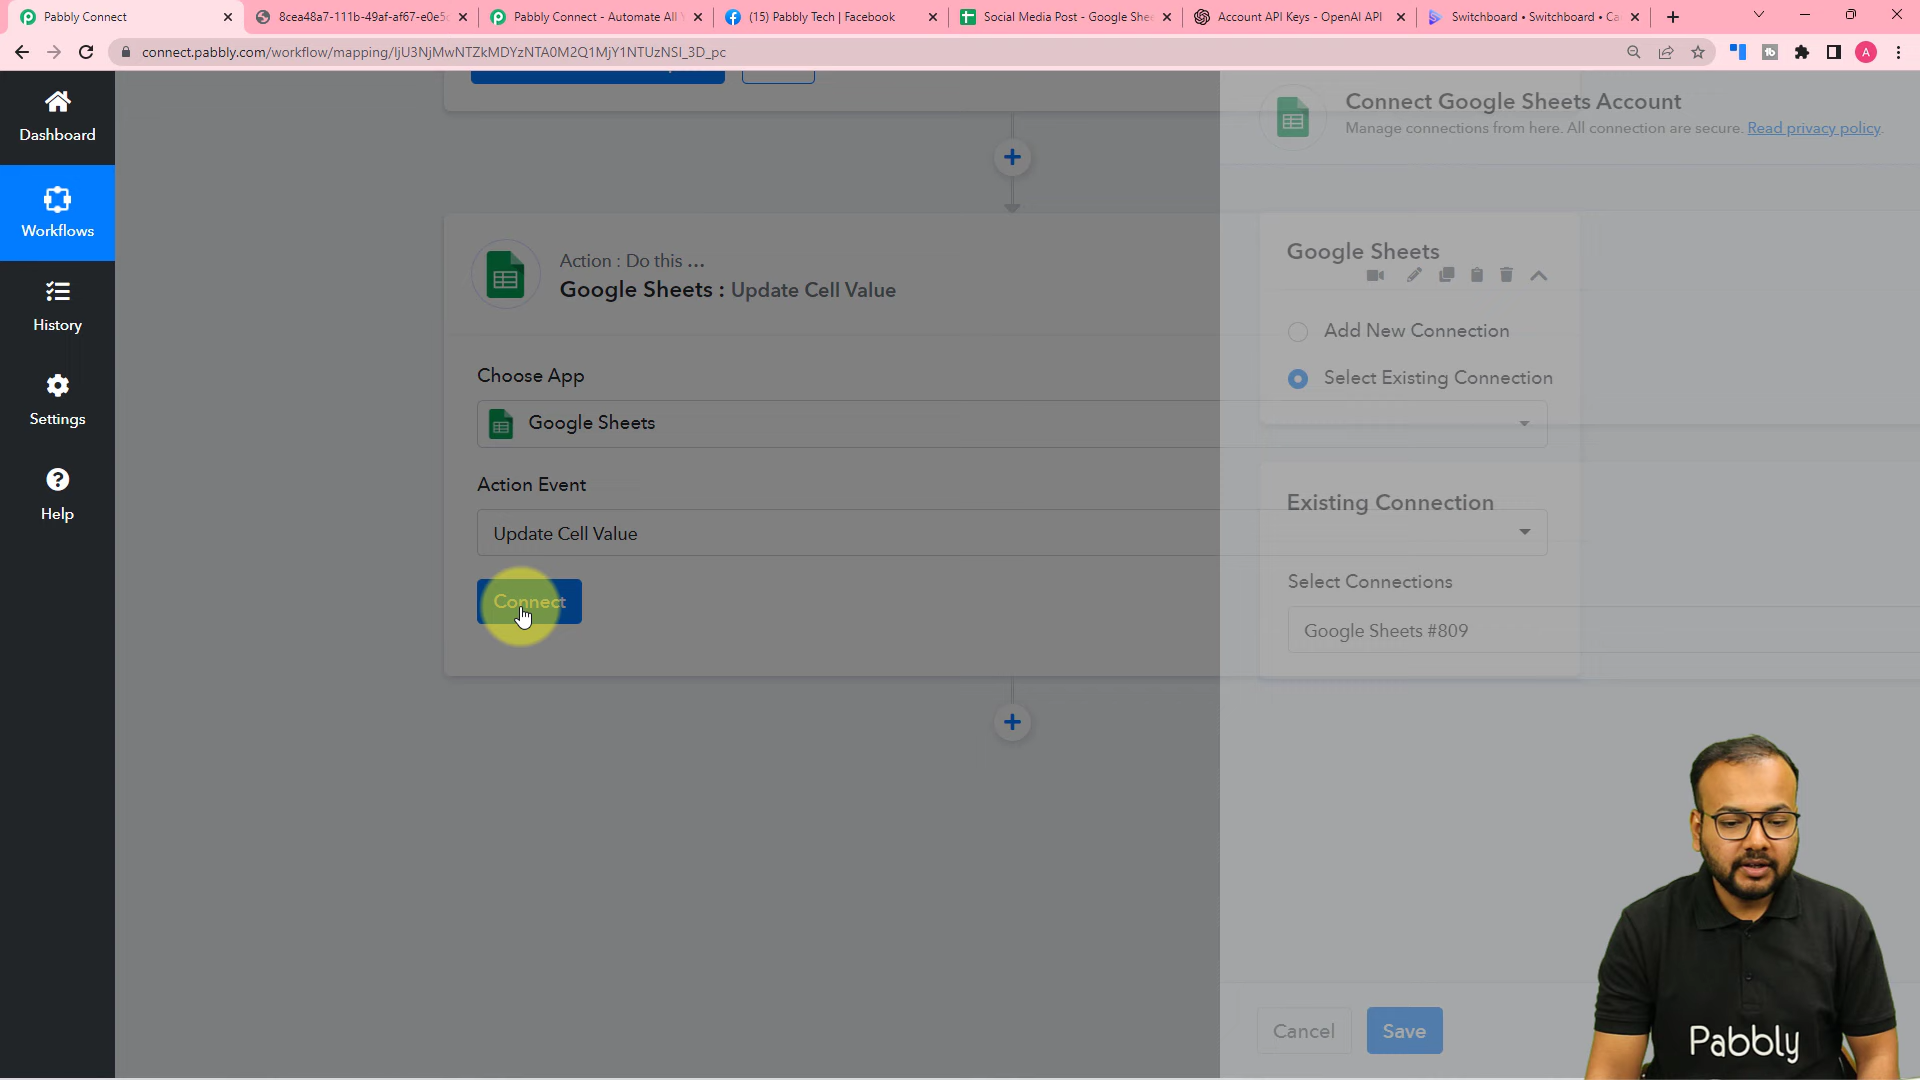 Pabbly Connect
8cea48a7-111b-49af-af67-e0e5
Pabbly Connect - Automate All
(15) Pabbly Tech | Facebook
Social Media Post - Google She
Account API Keys - OpenAI API
Switchboard • Switchboard • Ca
connect.pabbly.com/workflow/mapping/IjU3NjMwNTZkMDYzNTA0M2Q1MjY1NTUzNSI_3D_pc
A
Dashboard
Workflows
History
Settings
Help
Action : Do this ...
Google Sheets : Update Cell Value
Choose App
Google Sheets
Action Event
Update Cell Value
Connect
Connect Google Sheets Account
Manage connections from here. All connection are secure. Read privacy policy.
Google Sheets
Add New Connection
Select Existing Connection
Existing Connection
Select Connections
Google Sheets #809
Cancel
Save
Pabbly